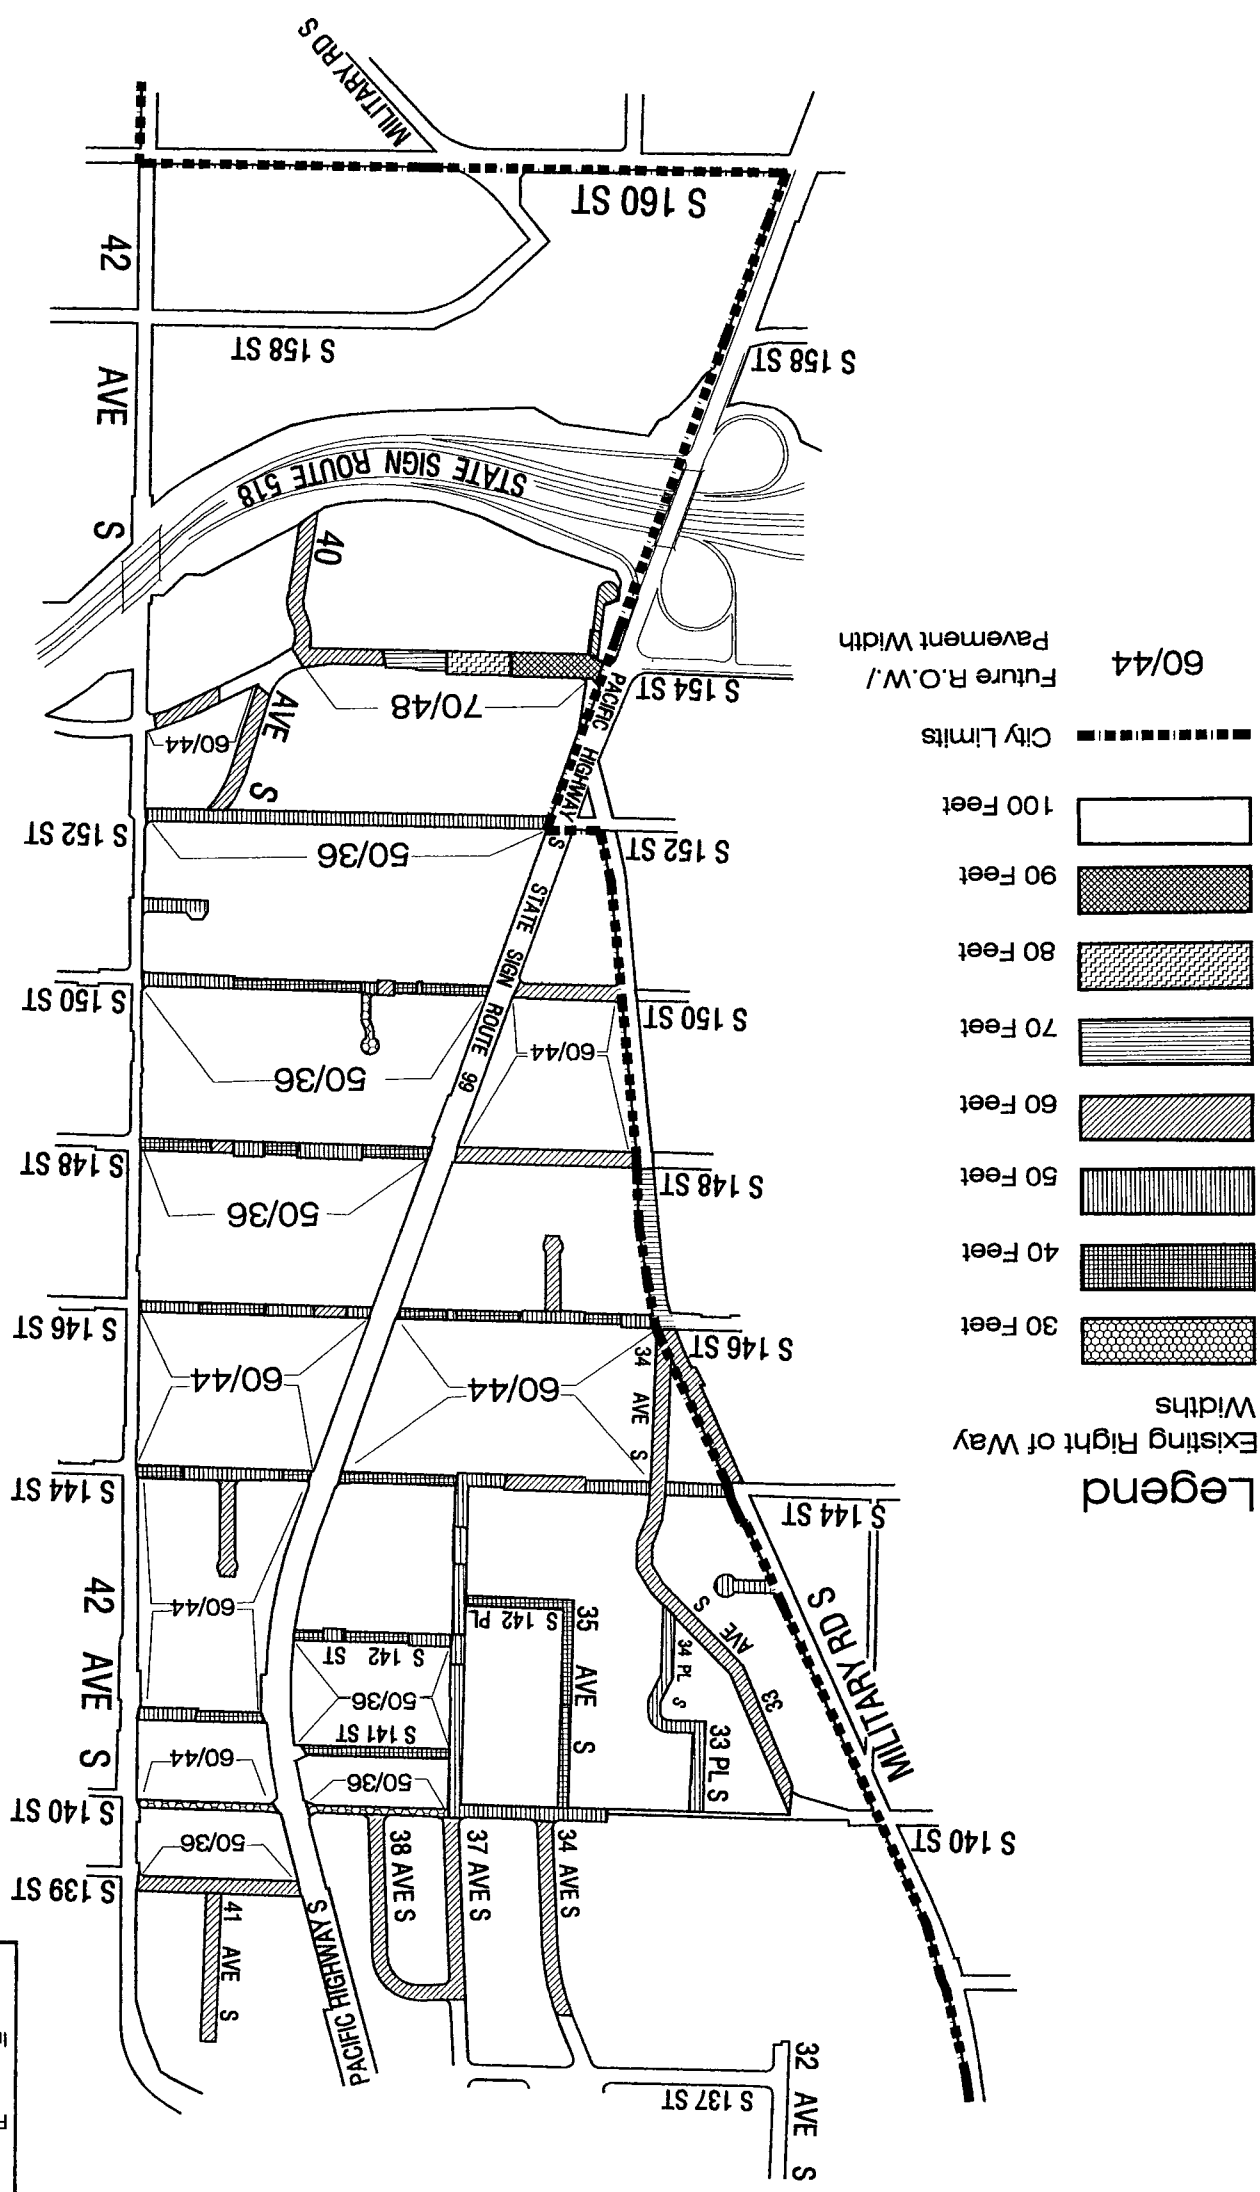 32 AVE S
S 137 ST
PACIFIC HIGHWAY S
41 AVE S
34 AVE S
37 AVE S
38 AVE S
S 139 ST
50/36
S 140 ST
S 140 ST
MILITARY RD S
33 PL S
33 AVE S
34 PL S
35 AVE S
50/36
60/44
S 141 ST
50/36
S 142 ST
S 142 PL
42 AVE S
60/44
S 144 ST
S 144 ST
Legend
Existing Right of Way
Widths
30 Feet
40 Feet
50 Feet
60 Feet
70 Feet
80 Feet
90 Feet
100 Feet
City Limits
60/44
Future R.O.W./
Pavement Width
34 AVE S
60/44
60/44
S 146 ST
S 146 ST
50/36
S 148 ST
S 148 ST
60/44
50/36
S 150 ST
S 150 ST
STATE SIGN ROUTE 99
50/36
S 152 ST
S 152 ST
PACIFIC HIGHWAY S
60/44
70/48
S 154 ST
40 AVE S
STATE SIGN ROUTE 518
S 158 ST
S 158 ST
42 AVE S
S 160 ST
MILITARY RD S